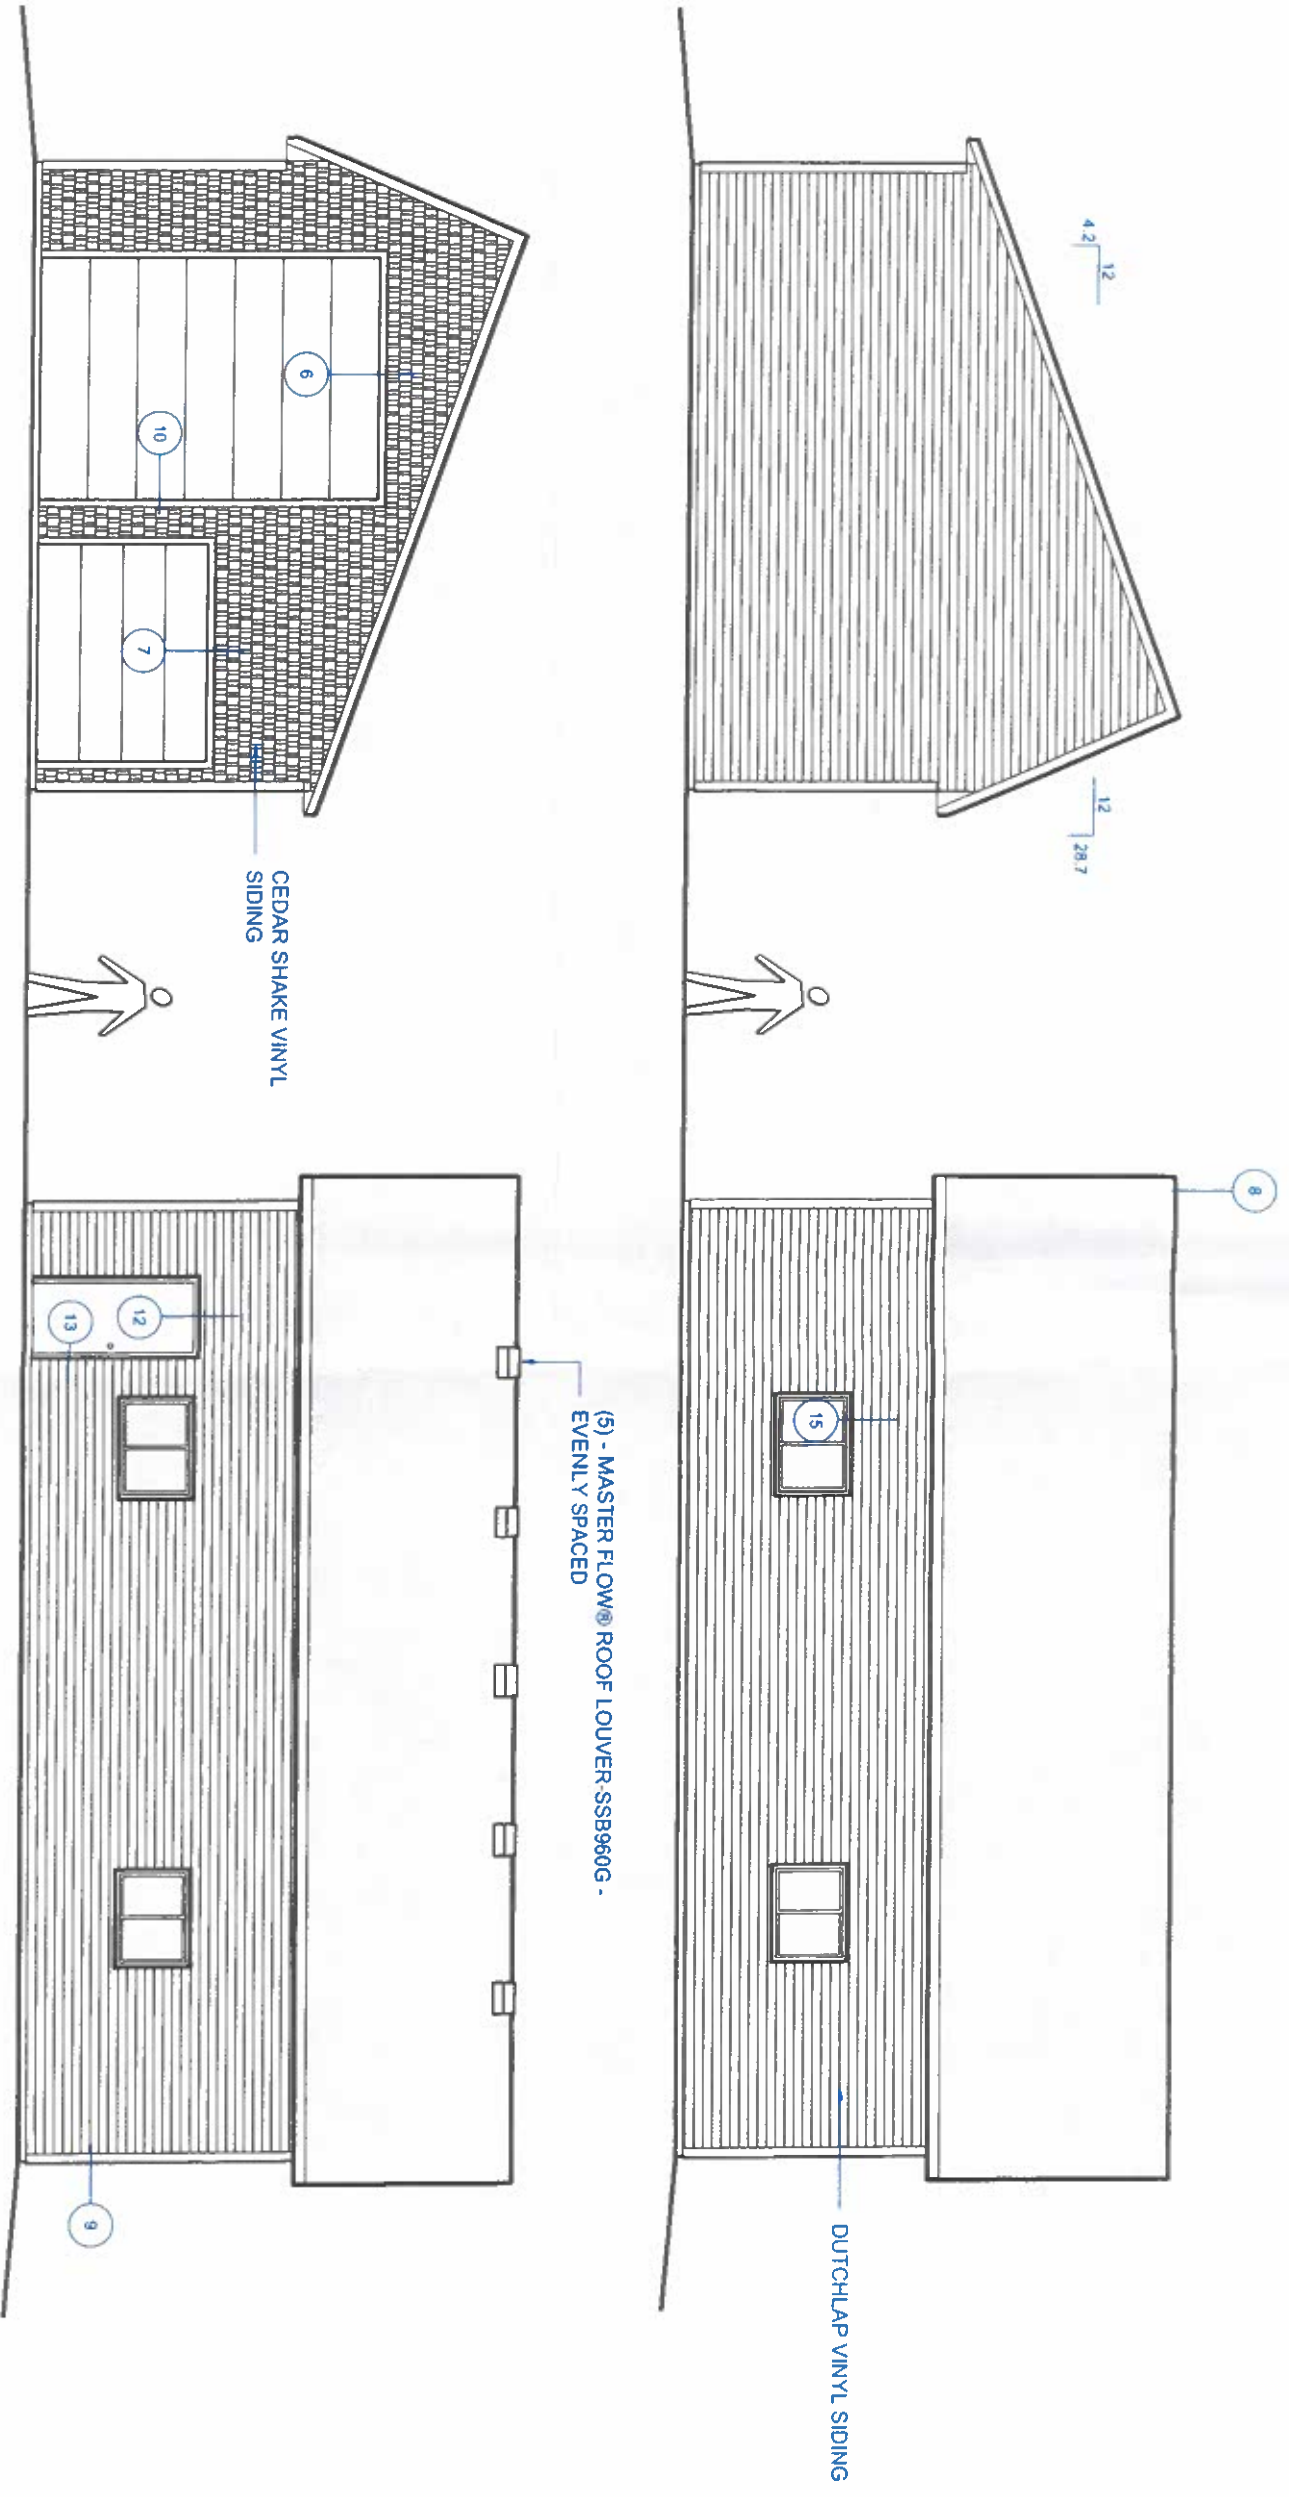 8
4.2
12
12
28.7
15
DUTCHLAP VINYL SIDING
(5) - MASTER FLOW® ROOF LOUVER-SSB960G -
EVENLY SPACED
6
10
7
CEDAR SHAKE VINYL
SIDING
12
13
9